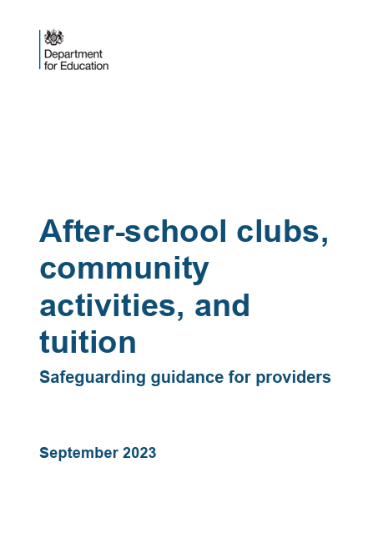 Department
for Education
After-school clubs,
community
activities, and
tuition
Safeguarding guidance for providers
September 2023